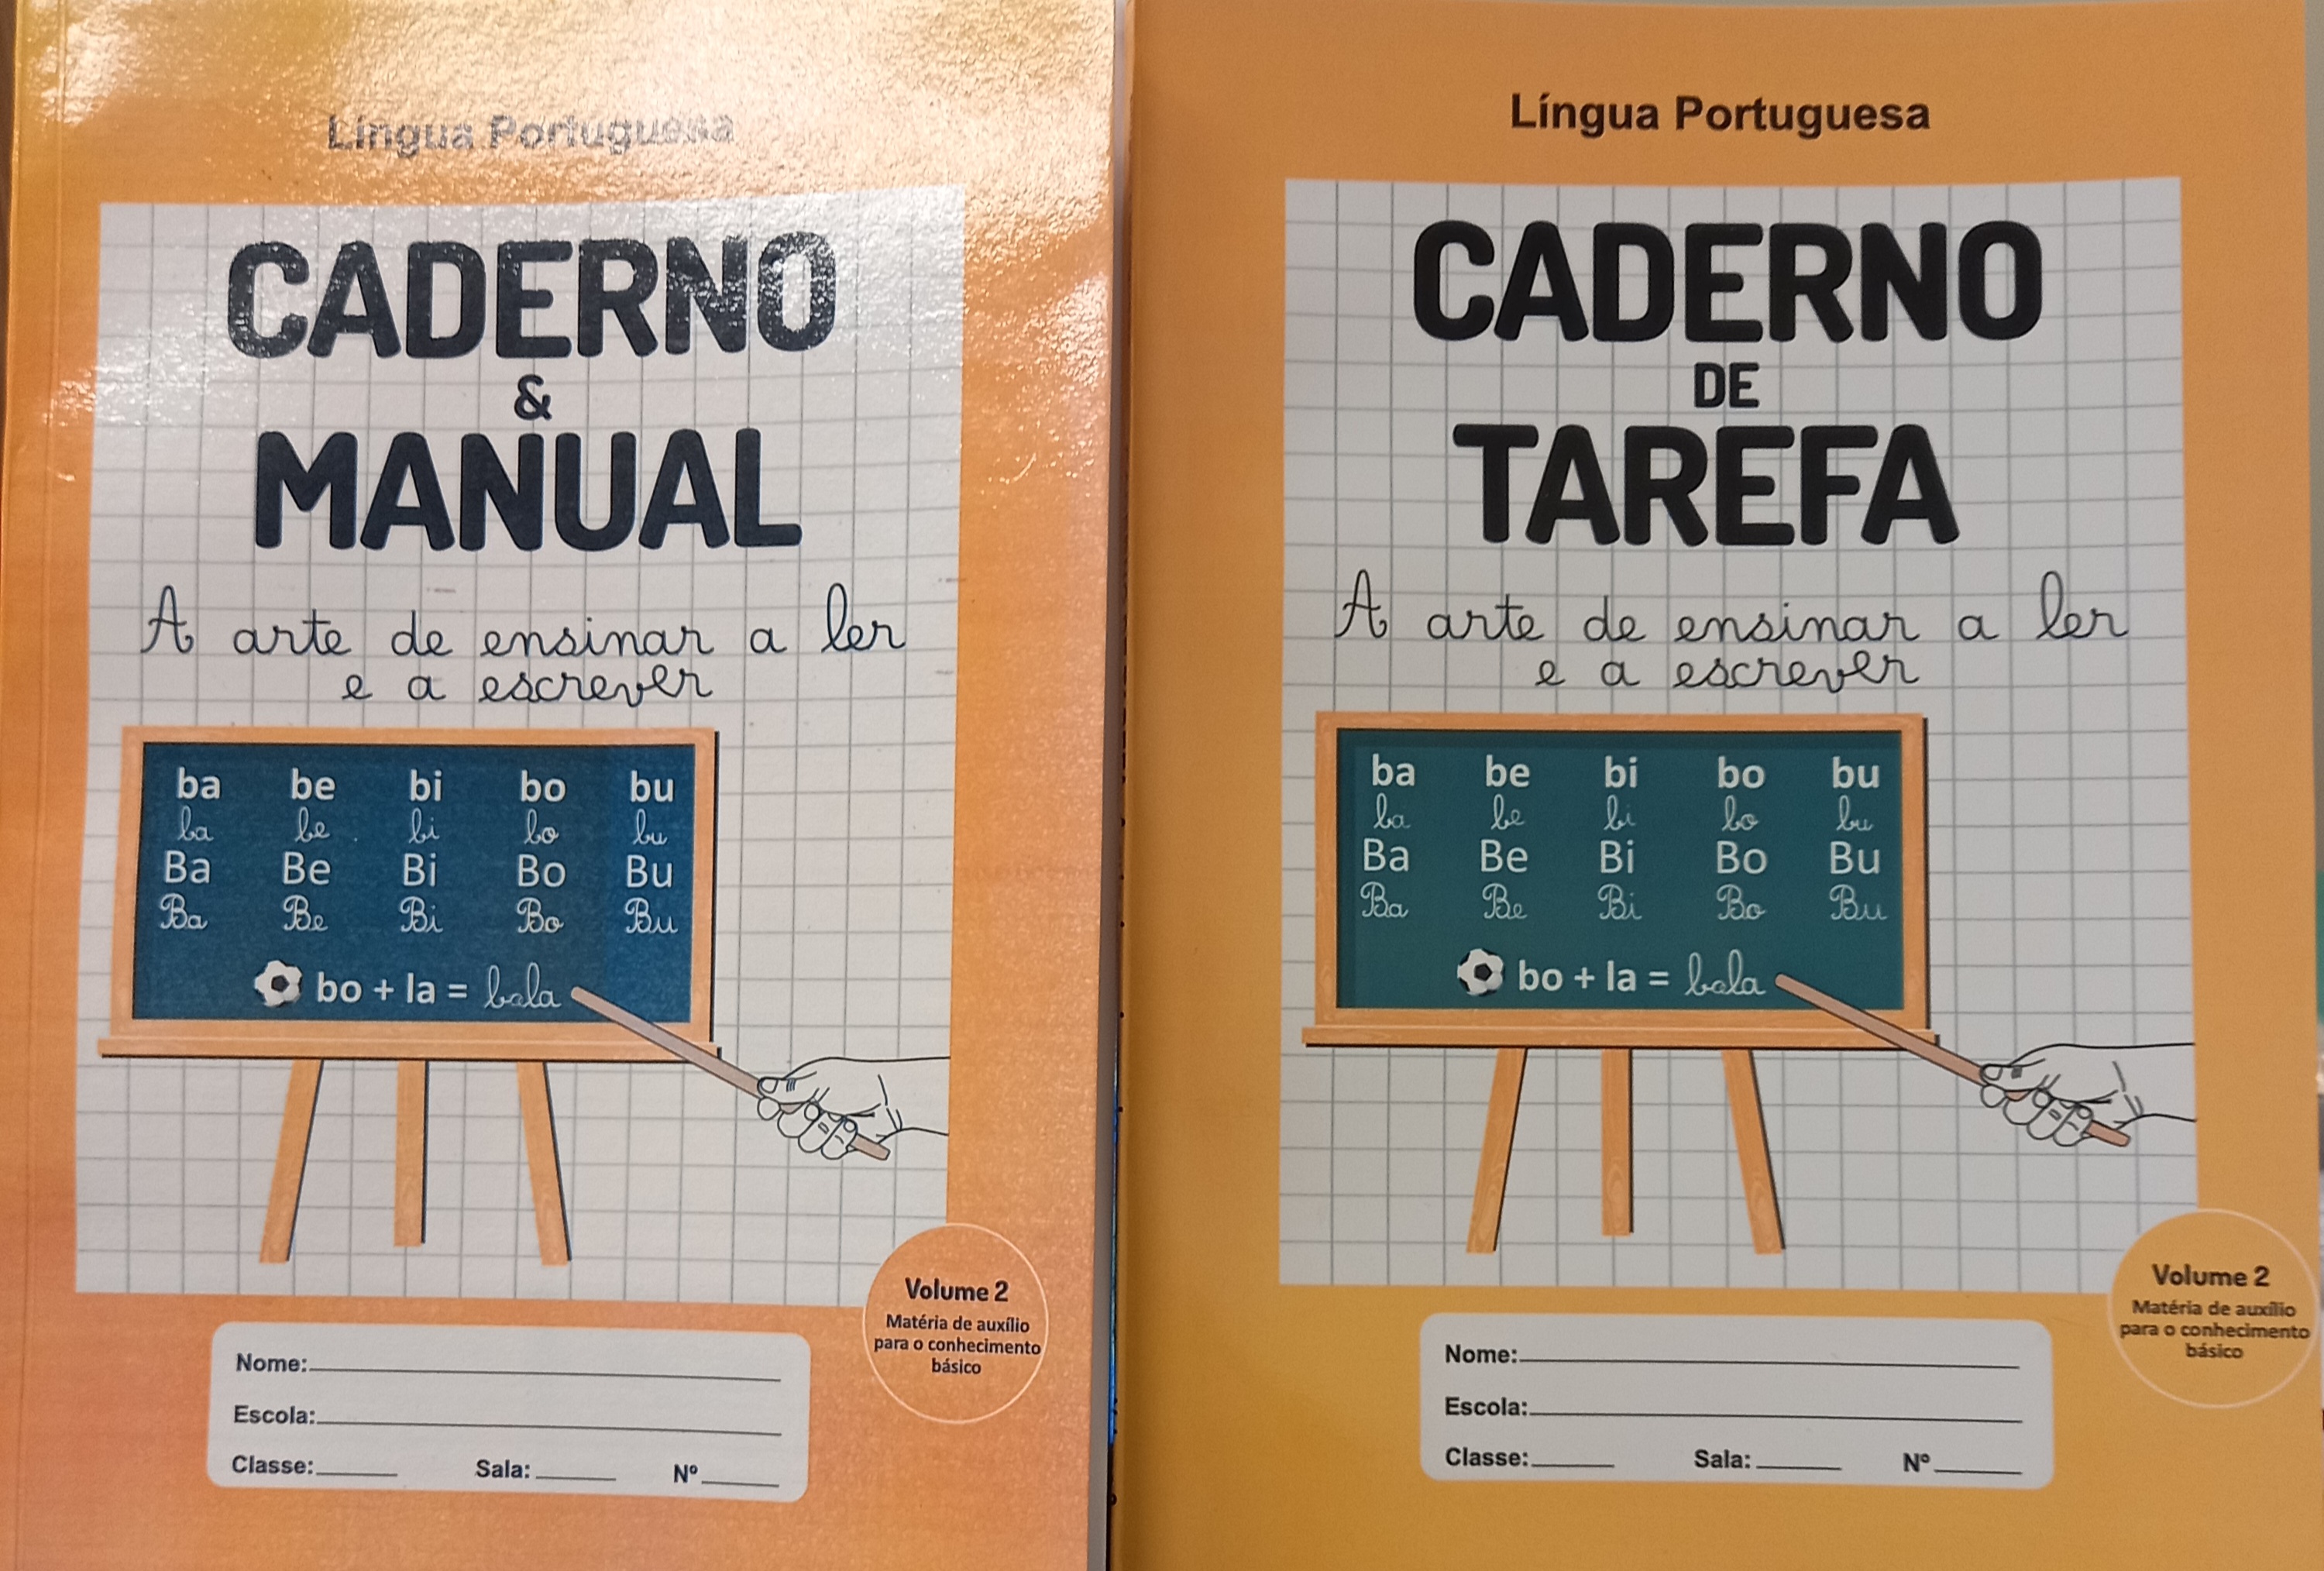 Língua Portuguesa
CADERNO
&
MANUAL
A arte de ensinar a ler
e a escrever
ba be bi bo bu
ba be bi bo bu
Ba Be Bi Bo Bu
Ba Be Bi Bo Bu
bo + la = bola
Volume 2
Matéria de auxílio
para o conhecimento
básico
Nome:
Escola:
Classe: Sala: Nº
Língua Portuguesa
CADERNO
DE
TAREFA
A arte de ensinar a ler
e a escrever
ba be bi bo bu
ba be bi bo bu
Ba Be Bi Bo Bu
Ba Be Bi Bo Bu
bo + la = bola
Volume 2
Matéria de auxílio
para o conhecimento
básico
Nome:
Escola:
Classe: Sala: Nº